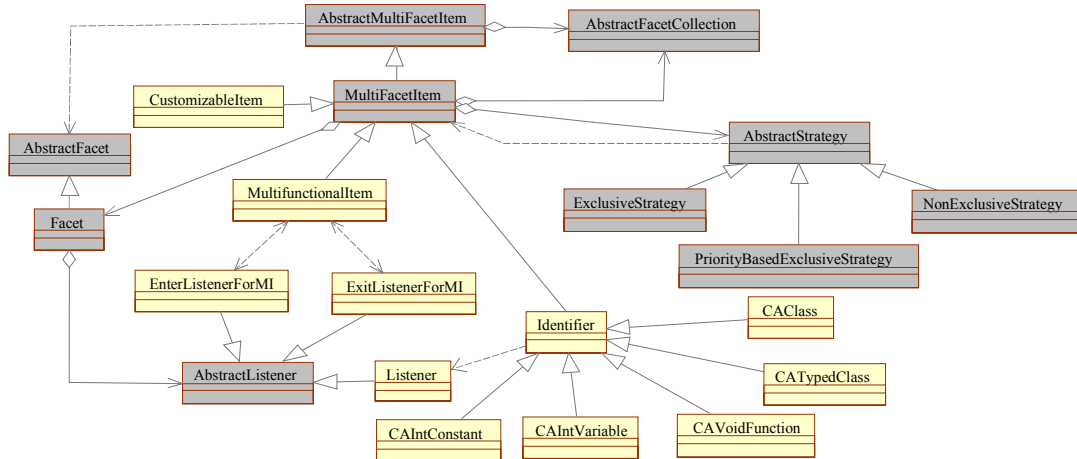 AbstractMultiFacetItem
AbstractFacetCollection
CustomizableItem
MultiFacetItem
AbstractFacet
AbstractStrategy
MultifunctionalItem
ExclusiveStrategy
NonExclusiveStrategy
Facet
PriorityBasedExclusiveStrategy
EnterListenerForMI
ExitListenerForMI
CAClass
Identifier
AbstractListener
Listener
CATypedClass
CAIntConstant
CAIntVariable
CAVoidFunction